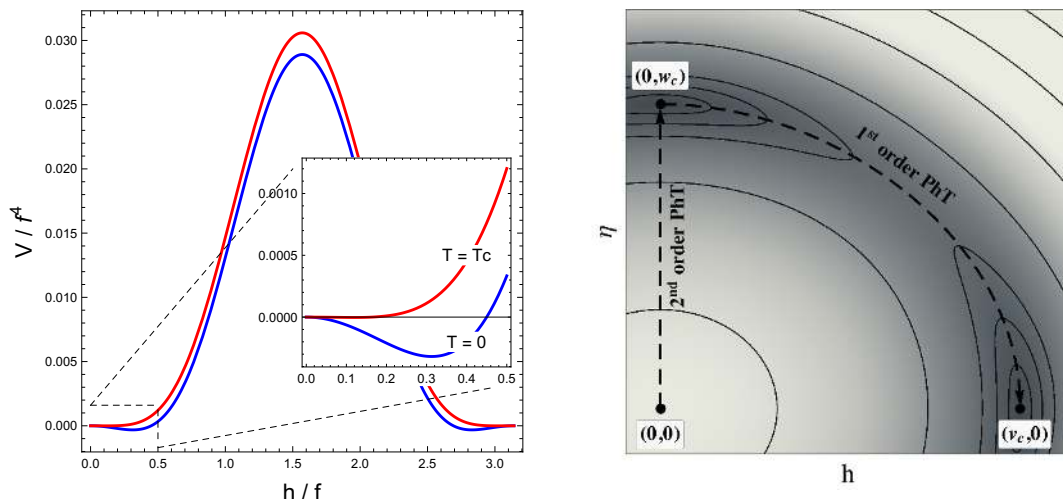 V / f⁴
0.030
0.025
0.020
0.015
0.010
0.005
0.000
0.0
0.5
1.0
1.5
2.0
2.5
3.0
h / f
0.0010
0.0005
0.0000
0.0
0.1
0.2
0.3
0.4
0.5
T = Tc
T = 0
η
h
(0,w_c)
1st order PhT
2nd order PhT
(0,0)
(v_c,0)